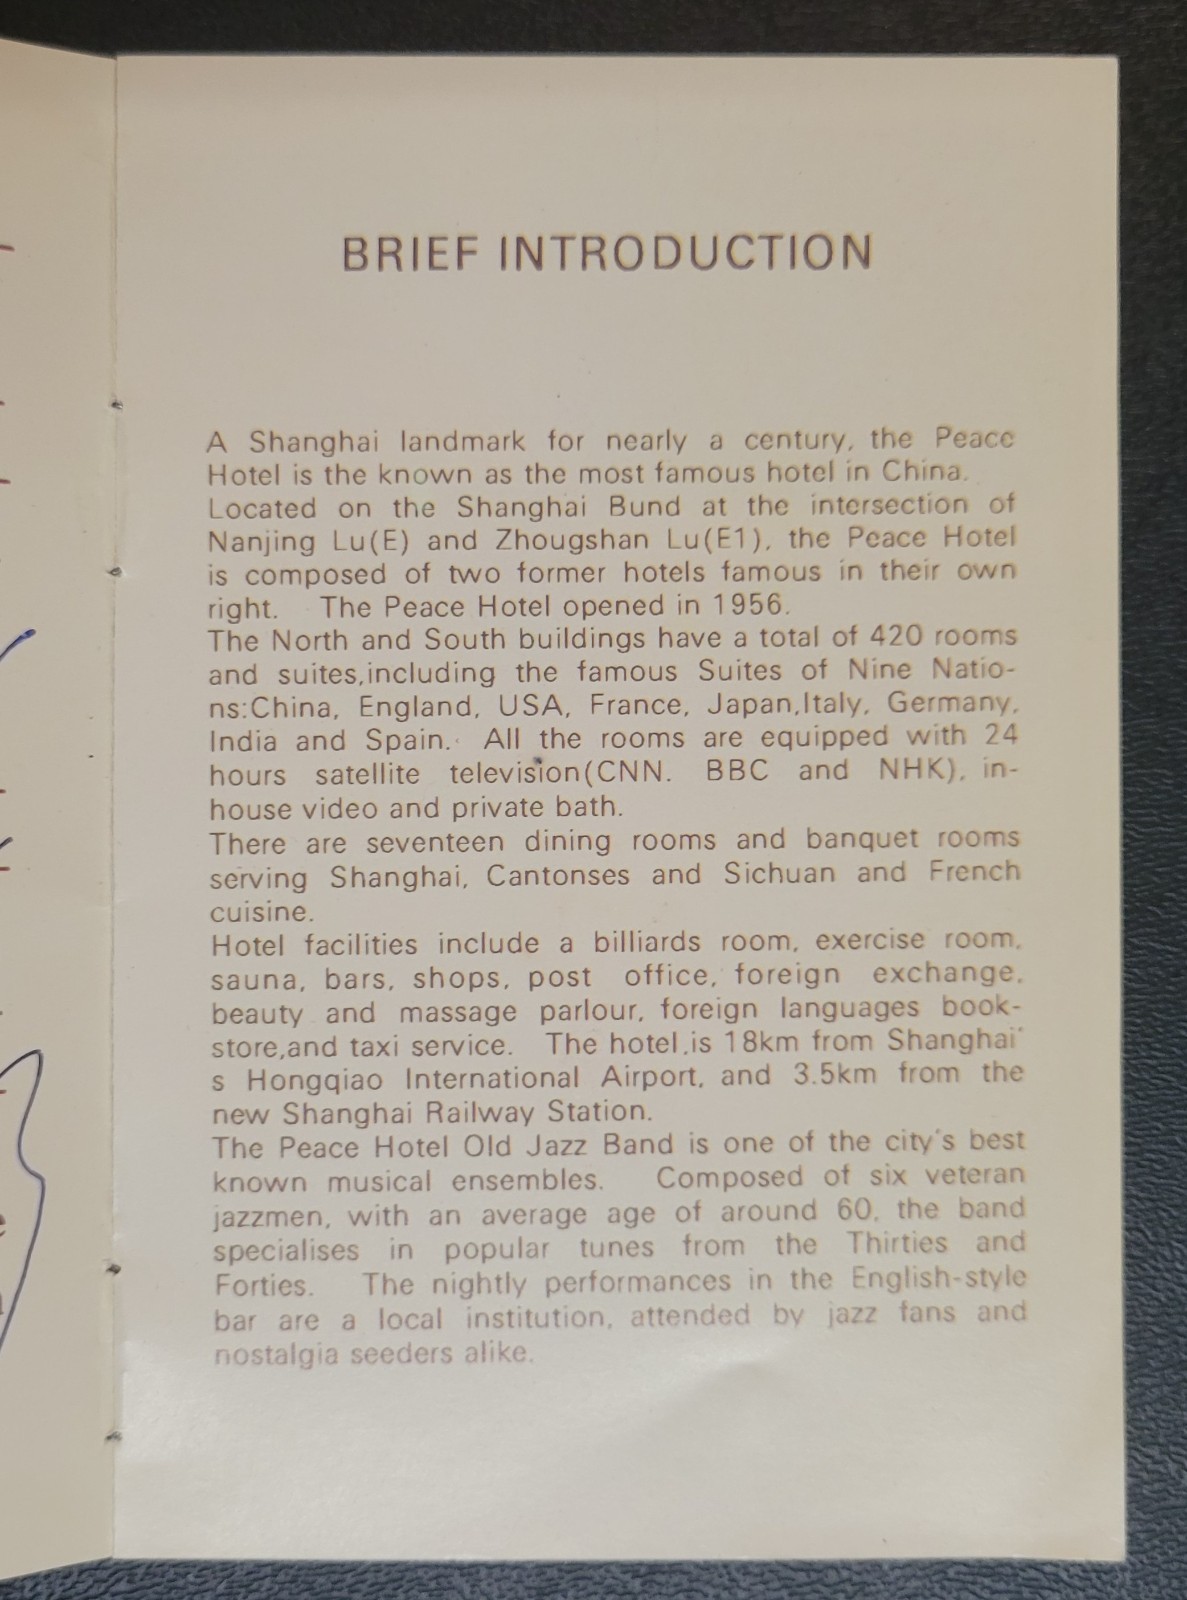 BRIEF INTRODUCTION
A Shanghai landmark for nearly a century, the Peace
Hotel is the known as the most famous hotel in China.
Located on the Shanghai Bund at the intersection of
Nanjing Lu(E) and Zhougshan Lu(E1), the Peace Hotel
is composed of two former hotels famous in their own
right. The Peace Hotel opened in 1956.
The North and South buildings have a total of 420 rooms
and suites,including the famous Suites of Nine Natio-
ns:China, England, USA, France, Japan,Italy, Germany,
India and Spain. All the rooms are equipped with 24
hours satellite television(CNN. BBC and NHK), in-
house video and private bath.
There are seventeen dining rooms and banquet rooms
serving Shanghai, Cantonses and Sichuan and French
cuisine.
Hotel facilities include a billiards room, exercise room,
sauna, bars, shops, post office, foreign exchange,
beauty and massage parlour, foreign languages book-
store,and taxi service. The hotel is 18km from Shanghai'
s Hongqiao International Airport, and 3.5km from the
new Shanghai Railway Station.
The Peace Hotel Old Jazz Band is one of the city's best
known musical ensembles. Composed of six veteran
jazzmen, with an average age of around 60, the band
specialises in popular tunes from the Thirties and
Forties. The nightly performances in the English-style
bar are a local institution, attended by jazz fans and
nostalgia seeders alike.